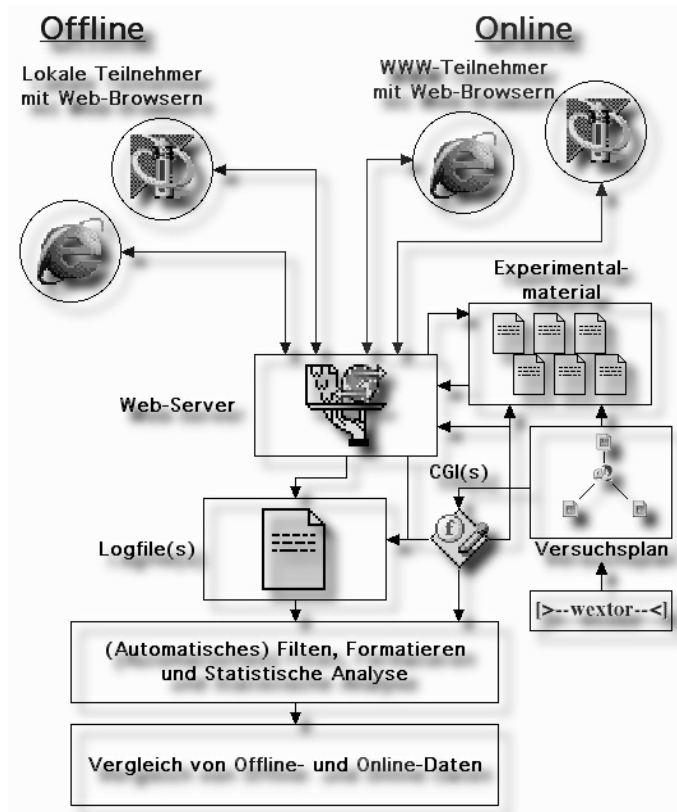 Offline
Online
Lokale Teilnehmer
mit Web-Browsern
WWW-Teilnehmer
mit Web-Browsern
Experimental-
material
Web-Server
CGI(s)
Logfile(s)
Versuchsplan
[>--wextor--<]
(Automatisches) Filten, Formatieren
und Statistische Analyse
Vergleich von Offline- und Online-Daten